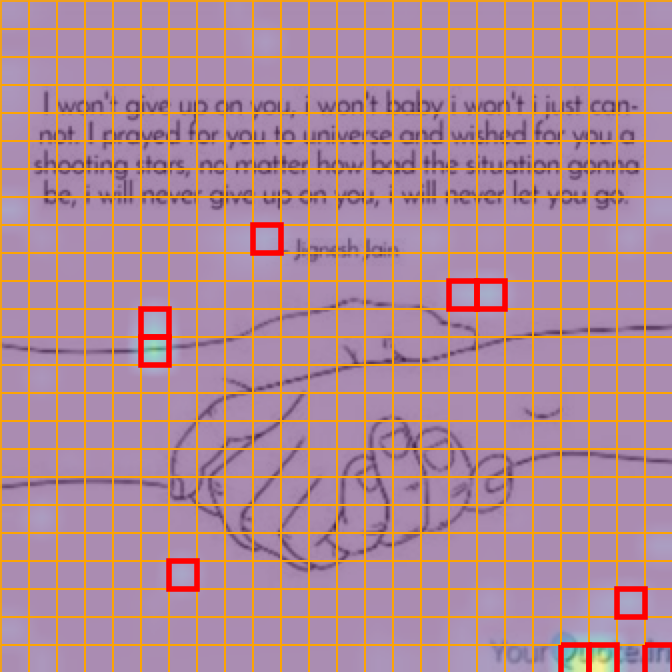 I won't give up on you, i won't baby i won't i just can-
not. I prayed for you to universe and wished for you a
shooting stars, no matter how bad the situation gonna
be, i will never give up on you, i will never let you go.
- Jignesh Jain
YourQuote.in